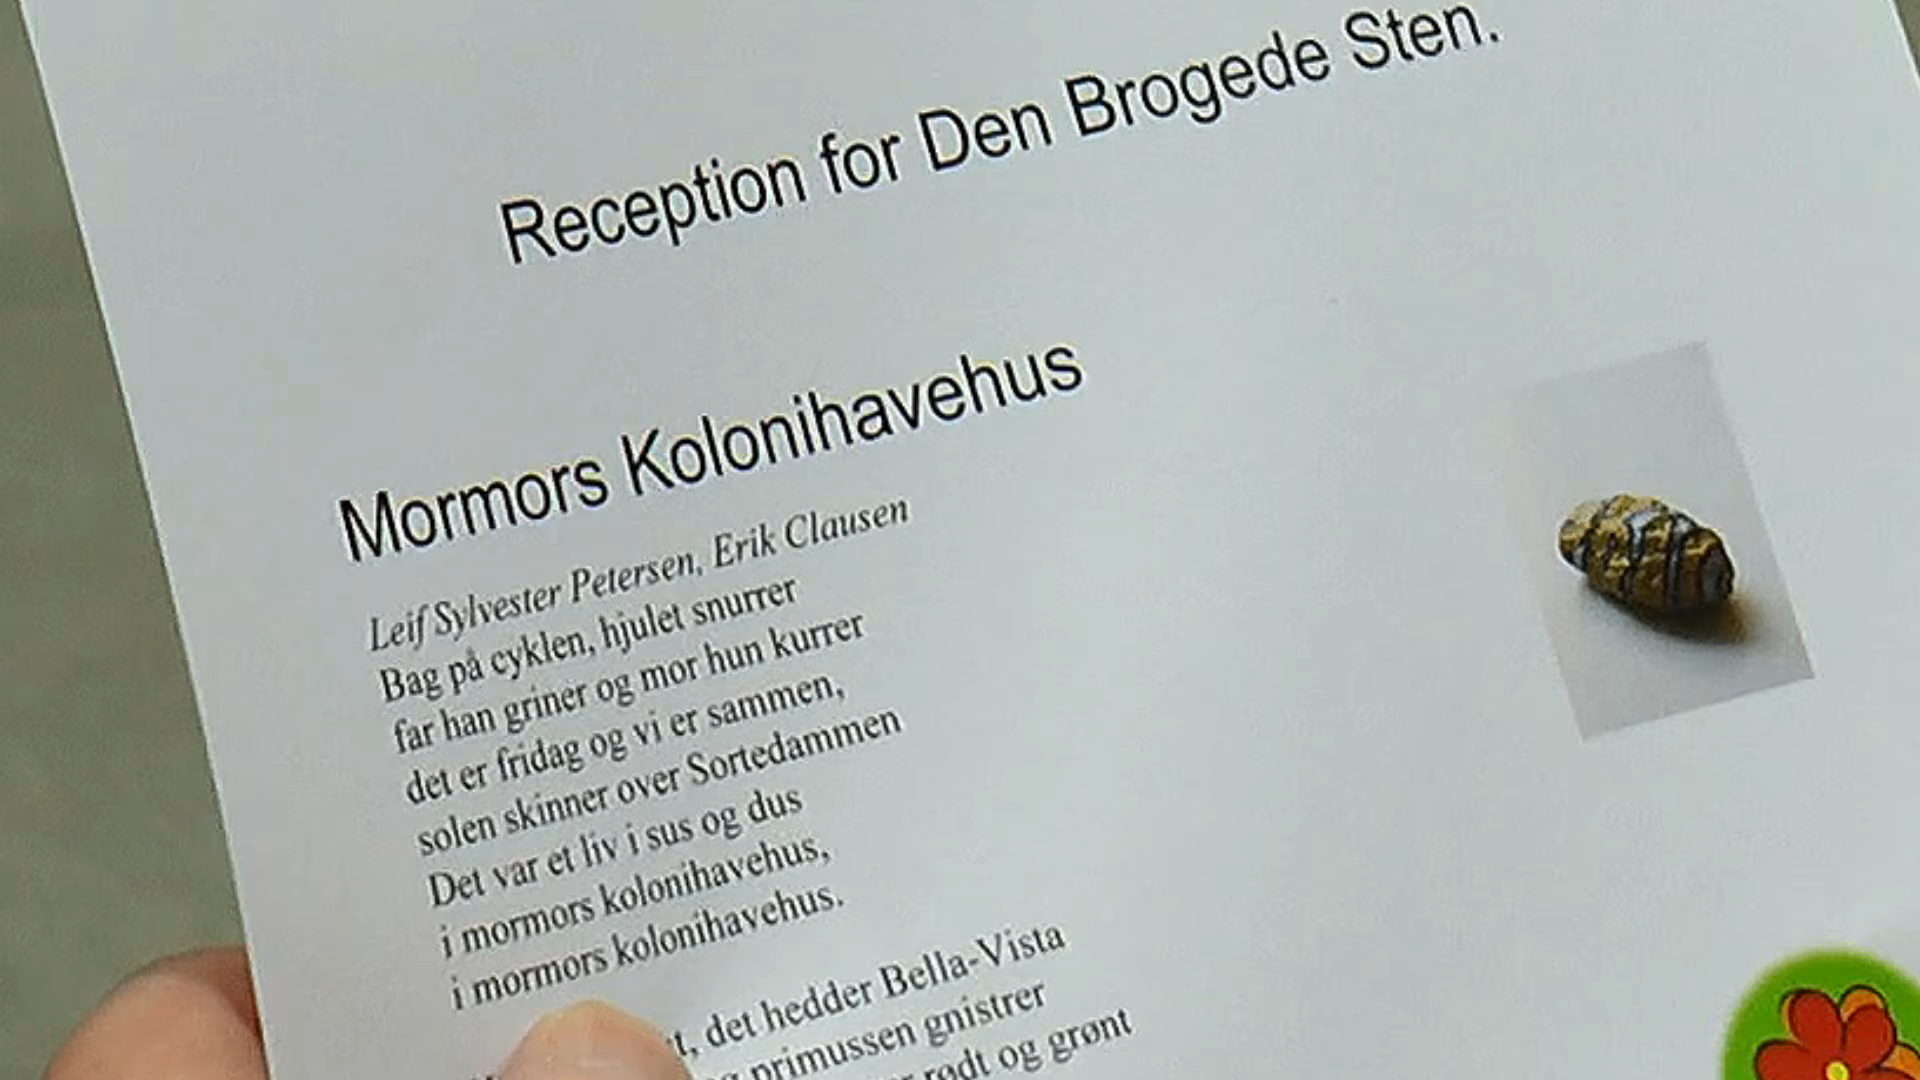 Reception for Den Brogede Sten.
Mormors Kolonihavehus
Leif Sylvester Petersen, Erik Clausen
Bag på cyklen, hjulet snurrer
far han griner og mor hun kurrer
det er fridag og vi er sammen,
solen skinner over Sortedammen
Det var et liv i sus og dus
i mormors kolonihavehus,
i mormors kolonihavehus.
det hedder Bella-Vista
primussen gnistrer
rødt og grønt